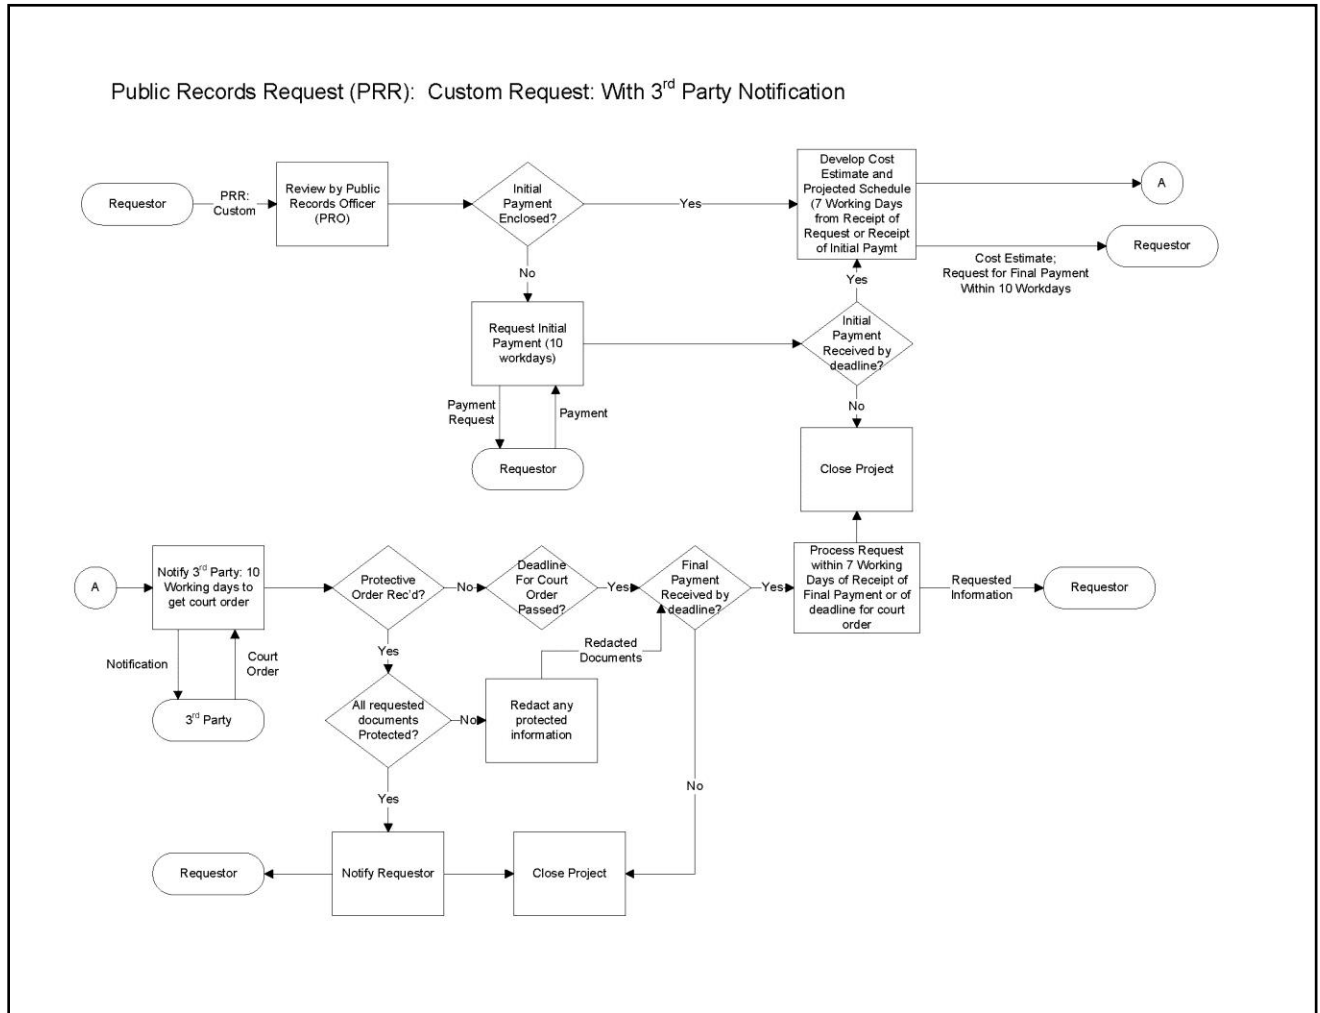 Public Records Request (PRR): Custom Request: With 3rd Party Notification
Requestor
PRR:
Custom
Review by Public
Records Officer
(PRO)
Initial
Payment
Enclosed?
Yes
Develop Cost
Estimate and
Projected Schedule
(7 Working Days
from Receipt of
Request or Receipt
of Initial Paymt
A
Requestor
Cost Estimate;
Request for Final Payment
Within 10 Workdays
No
Yes
Request Initial
Payment (10
workdays)
Initial
Payment
Received by
deadline?
Payment
Request
Payment
Requestor
No
Close Project
A
Notify 3rd Party: 10
Working days to
get court order
Protective
Order Rec'd?
No
Deadline
For Court
Order
Passed?
Yes
Final
Payment
Received by
deadline?
Yes
Process Request
within 7 Working
Days of Receipt of
Final Payment or of
deadline for court
order
Requested
Information
Requestor
Notification
Court
Order
3rd Party
Yes
All requested
documents
Protected?
No
Redact any
protected
information
Redacted
Documents
No
Yes
Requestor
Notify Requestor
Close Project